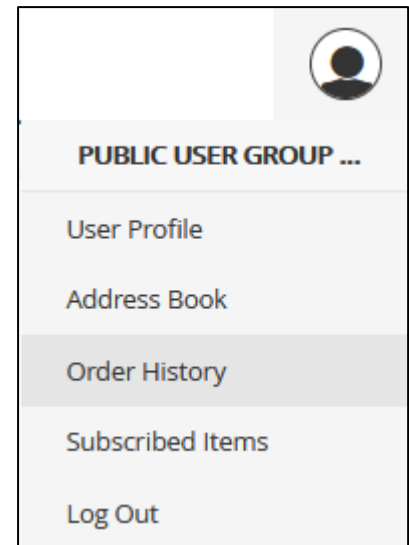 PUBLIC USER GROUP ...
User Profile
Address Book
Order History
Subscribed Items
Log Out